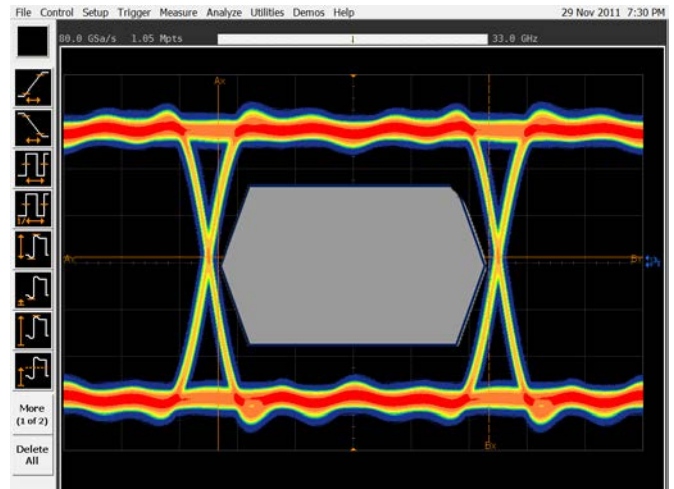 File Control Setup Trigger Measure Analyze Utilities Demos Help 29 Nov 2011 7:30 PM
80.0 GSa/s 1.05 Mpts 33.0 GHz
Ax
Ay By
Bx
More
(1 of 2)
Delete
All